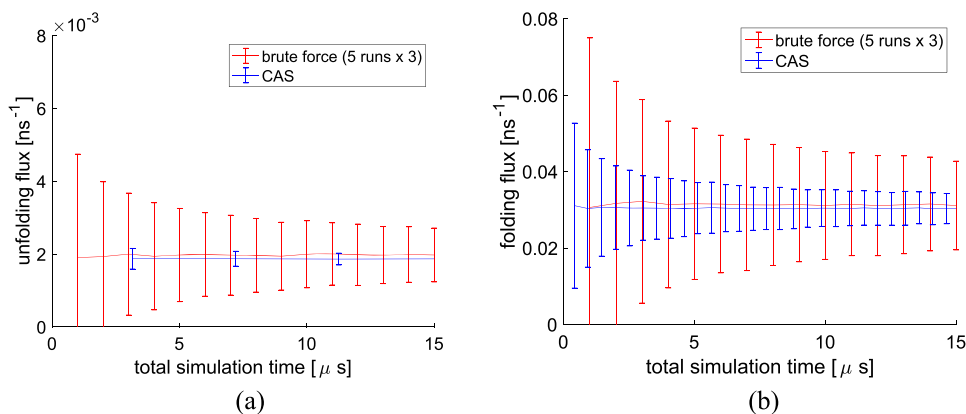 ×10⁻³
8
6
4
2
0
unfolding flux [ns⁻¹]
brute force (5 runs x 3)
CAS
0 5 10 15
total simulation time [ μ s]
(a)
0.08
0.06
0.04
0.02
0
folding flux [ns⁻¹]
brute force (5 runs x 3)
CAS
0 5 10 15
total simulation time [ μ s]
(b)